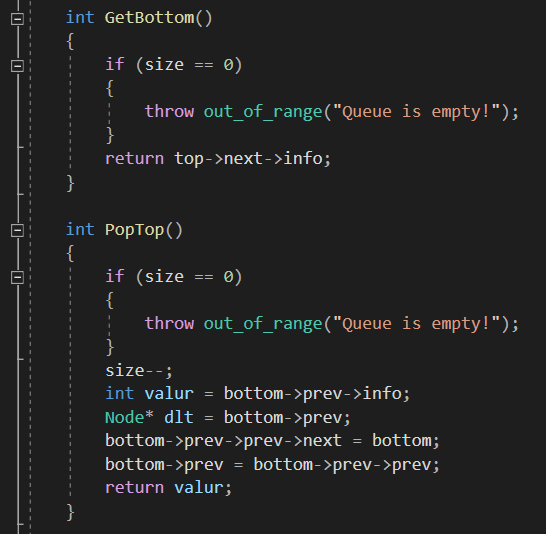 int GetBottom()
{
if (size == 0)
{
throw out_of_range("Queue is empty!");
}
return top->next->info;
}
int PopTop()
{
if (size == 0)
{
throw out_of_range("Queue is empty!");
}
size--;
int valur = bottom->prev->info;
Node* dlt = bottom->prev;
bottom->prev->prev->next = bottom;
bottom->prev = bottom->prev->prev;
return valur;
}